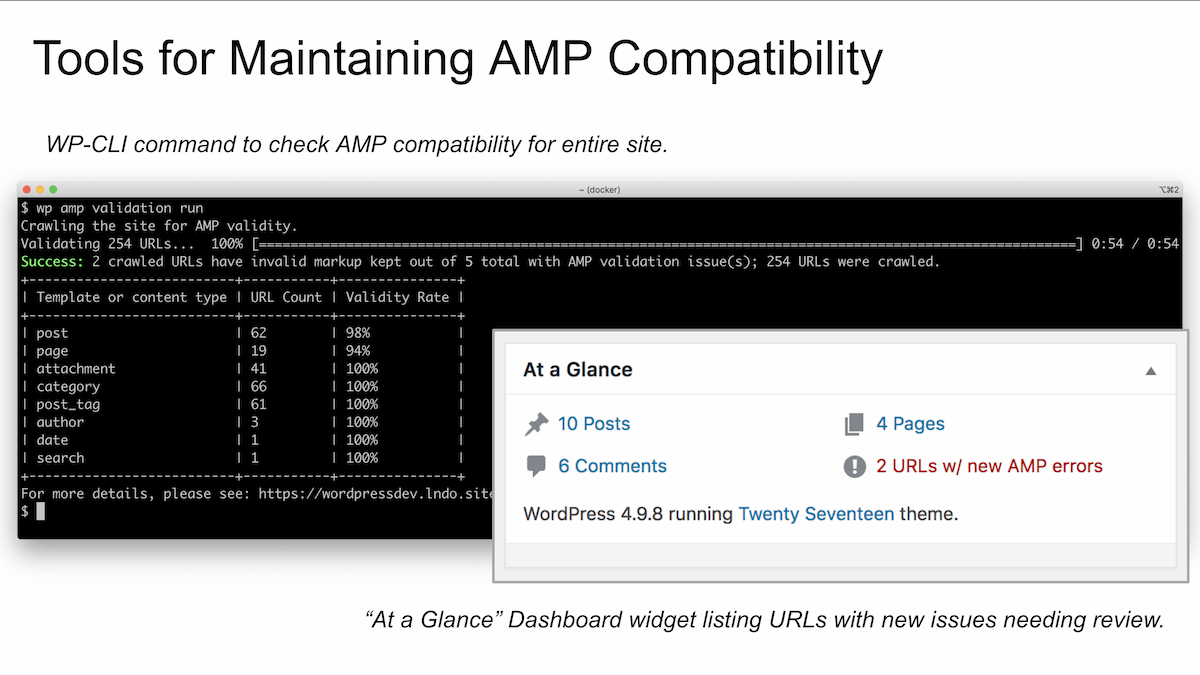 Tools for Maintaining AMP Compatibility
WP-CLI command to check AMP compatibility for entire site.
~ (docker)
⌥⌘2
$ wp amp validation run
Crawling the site for AMP validity.
Validating 254 URLs... 100% [=======================================================================================================] 0:54 / 0:54
Success: 2 crawled URLs have invalid markup kept out of 5 total with AMP validation issue(s); 254 URLs were crawled.
+--------------------------+-----------+---------------+
| Template or content type | URL Count | Validity Rate |
+--------------------------+-----------+---------------+
| post | 62 | 98% |
| page | 19 | 94% |
| attachment | 41 | 100% |
| category | 66 | 100% |
| post_tag | 61 | 100% |
| author | 3 | 100% |
| date | 1 | 100% |
| search | 1 | 100% |
+--------------------------+-----------+---------------+
For more details, please see: https://wordpressdev.lndo.site
$
At a Glance
10 Posts
4 Pages
6 Comments
2 URLs w/ new AMP errors
WordPress 4.9.8 running Twenty Seventeen theme.
“At a Glance” Dashboard widget listing URLs with new issues needing review.